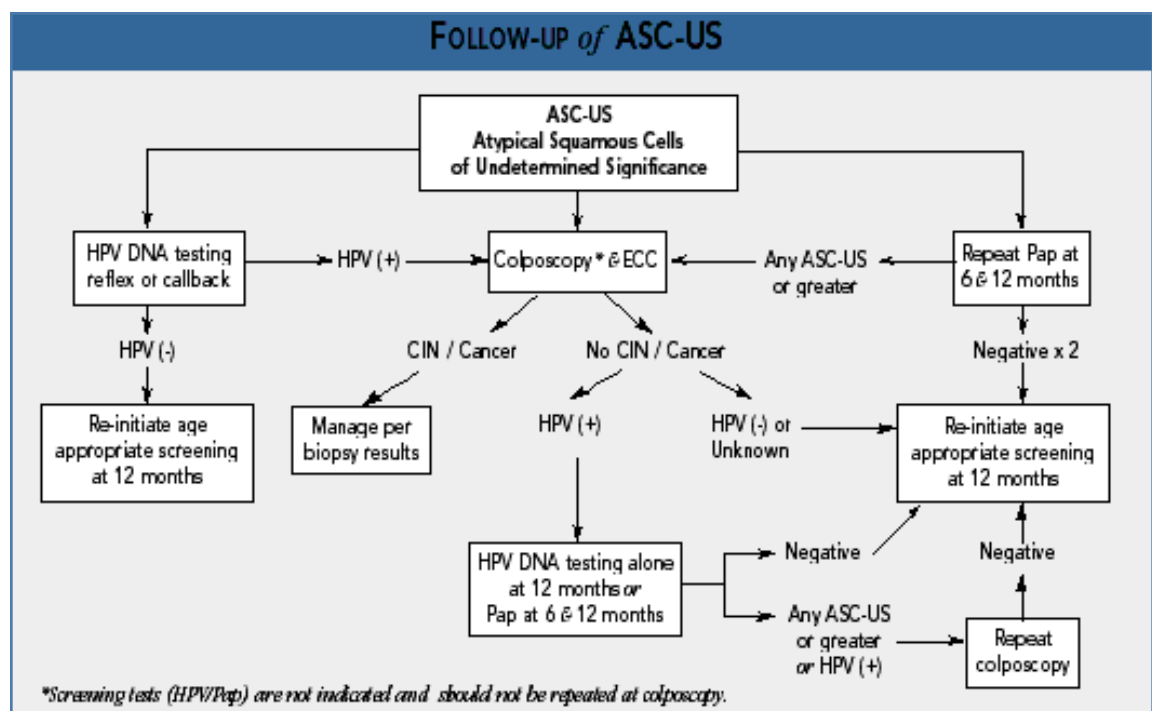 FOLLOW-UP of ASC-US
ASC-US
Atypical Squamous Cells
of Undetermined Significance
HPV DNA testing
reflex or callback
HPV (+)
Colposcopy * & ECC
Any ASC-US
or greater
Repeat Pap at
6 & 12 months
HPV (-)
CIN / Cancer
No CIN / Cancer
Negative x 2
Re-initiate age
appropriate screening
at 12 months
Manage per
biopsy results
HPV (+)
HPV (-) or
Unknown
Re-initiate age
appropriate screening
at 12 months
HPV DNA testing alone
at 12 months or
Pap at 6 & 12 months
Negative
Negative
Any ASC-US
or greater
or HPV (+)
Repeat
colposcopy
*Screening tests (HPV/Pap) are not indicated and should not be repeated at colposcopy.